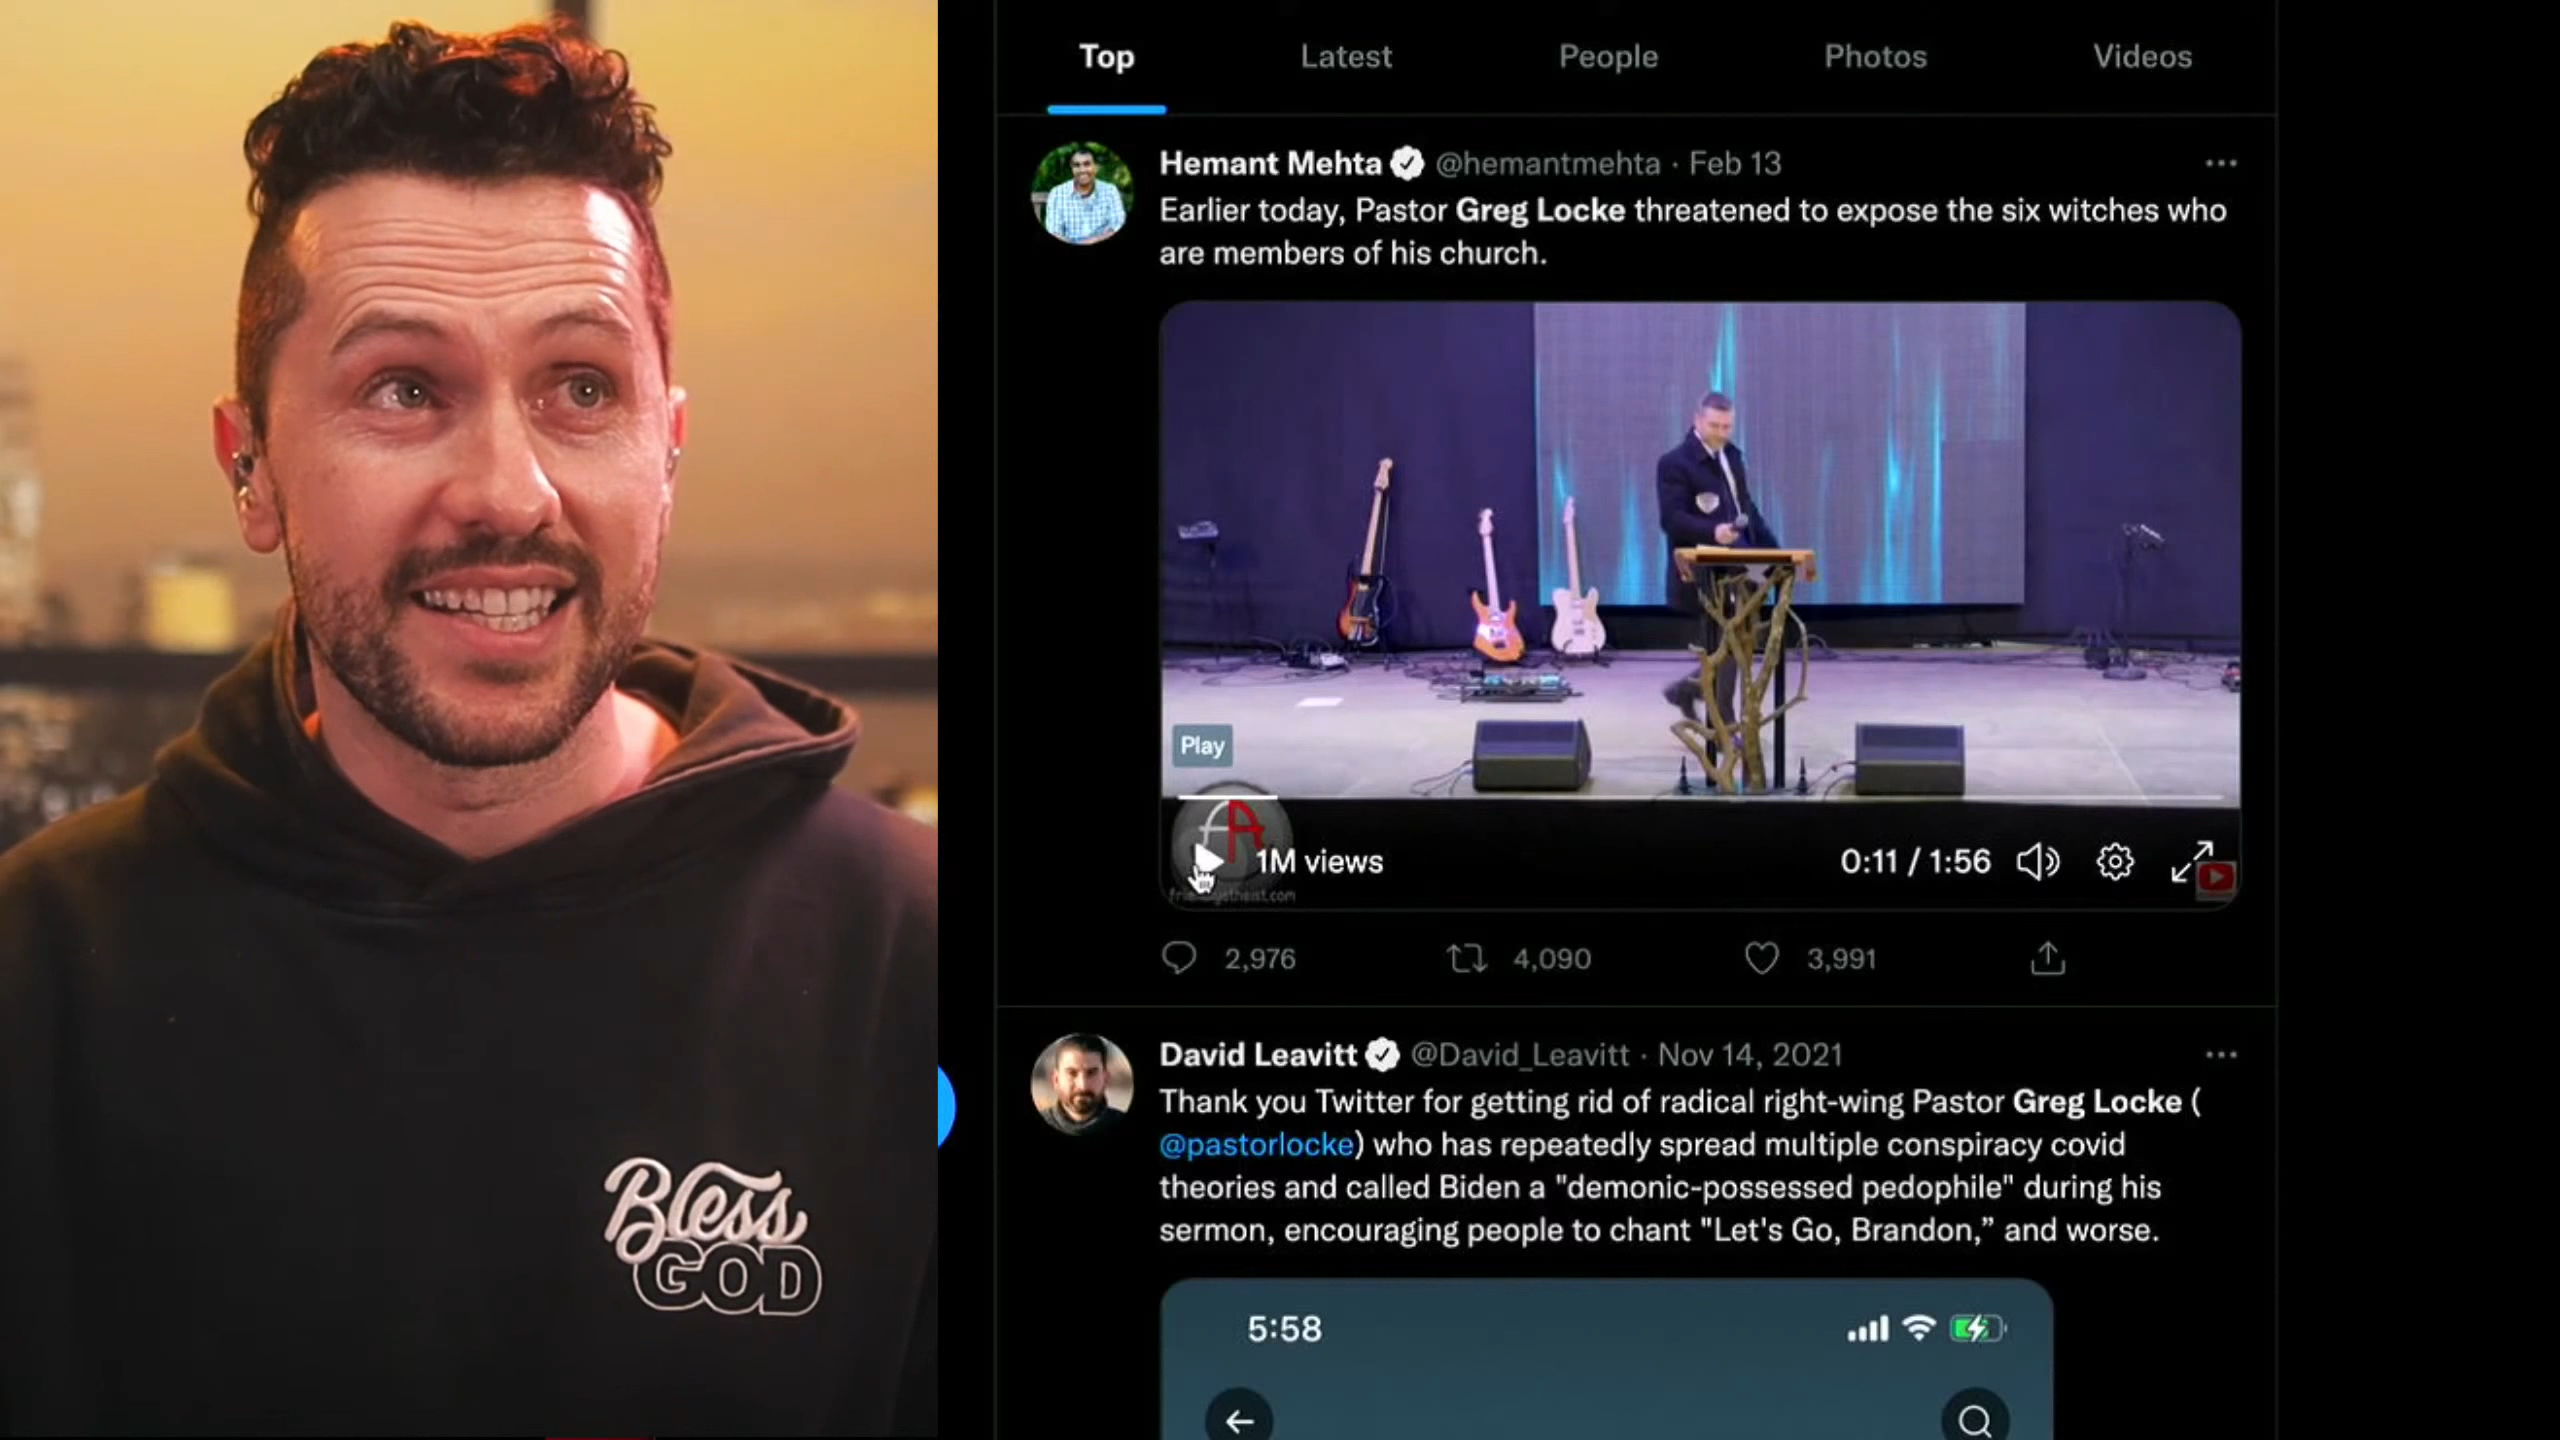 Top
Latest
People
Photos
Videos
Hemant Mehta @hemantmehta · Feb 13
Earlier today, Pastor Greg Locke threatened to expose the six witches who
are members of his church.
Play
1M views
0:11 / 1:56
2,976
4,090
3,991
David Leavitt @David_Leavitt · Nov 14, 2021
Thank you Twitter for getting rid of radical right-wing Pastor Greg Locke (
@pastorlocke) who has repeatedly spread multiple conspiracy covid
theories and called Biden a "demonic-possessed pedophile" during his
sermon, encouraging people to chant "Let's Go, Brandon,” and worse.
5:58
Bless
GOD